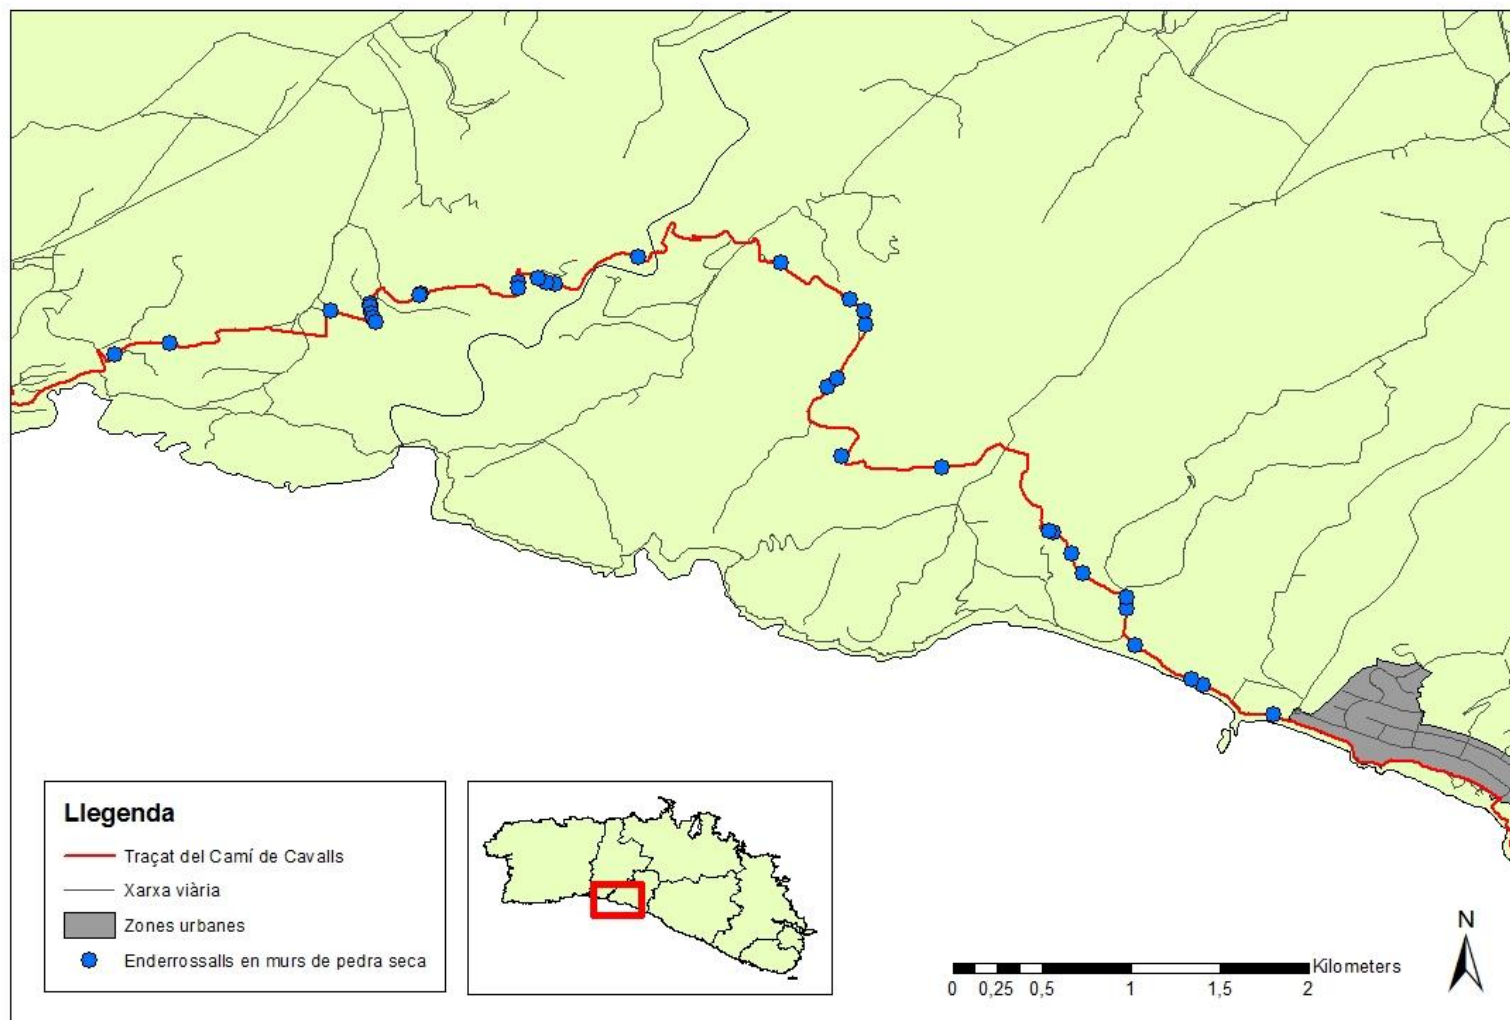 Llegenda
Traçat del Camí de Cavalls
Xarxa viària
Zones urbanes
Enderrossalls en murs de pedra seca
N
Kilometers
0 0,25 0,5 1 1,5 2